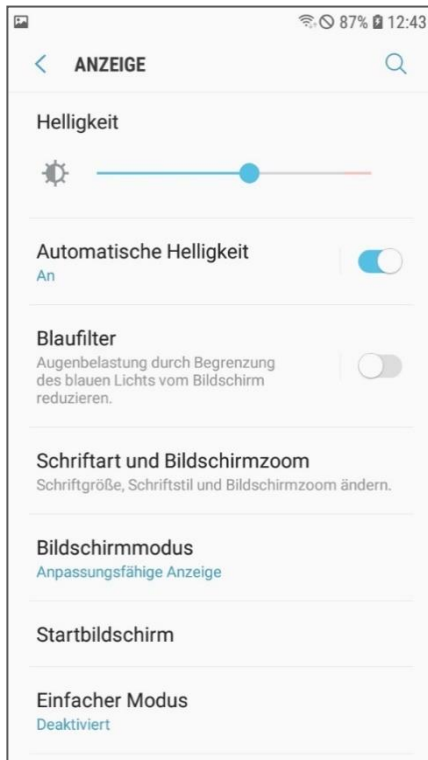 87% 12:43
ANZEIGE
Helligkeit
Automatische Helligkeit
An
Blaufilter
Augenbelastung durch Begrenzung
des blauen Lichts vom Bildschirm
reduzieren.
Schriftart und Bildschirmzoom
Schriftgröße, Schriftstil und Bildschirmzoom ändern.
Bildschirmmodus
Anpassungsfähige Anzeige
Startbildschirm
Einfacher Modus
Deaktiviert